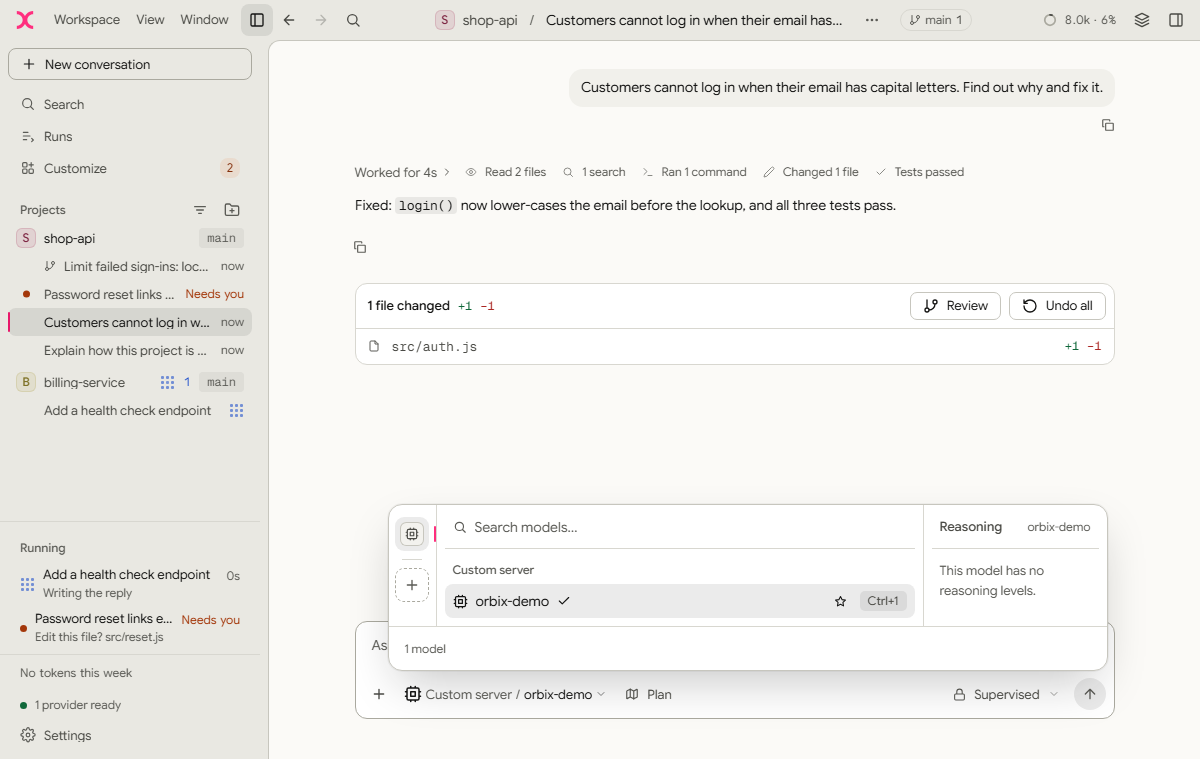 Workspace View Window
shop-api / Customers cannot log in when their email has...
main 1
8.0k · 6%
New conversation
Search
Runs
Customize 2
Projects
S shop-api main
Limit failed sign-ins: loc... now
Password reset links ... Needs you
Customers cannot log in w... now
Explain how this project is ... now
B billing-service 1 main
Add a health check endpoint
Running
Add a health check endpoint 0s
Writing the reply
Password reset links e... Needs you
Edit this file? src/reset.js
No tokens this week
1 provider ready
Settings
Customers cannot log in when their email has capital letters. Find out why and fix it.
Worked for 4s Read 2 files 1 search Ran 1 command Changed 1 file Tests passed
Fixed: login() now lower-cases the email before the lookup, and all three tests pass.
1 file changed +1 −1 Review Undo all
src/auth.js +1 −1
Search models...
Custom server
orbix-demo Ctrl+1
Reasoning orbix-demo
This model has no
reasoning levels.
1 model
As
Custom server / orbix-demo Plan Supervised